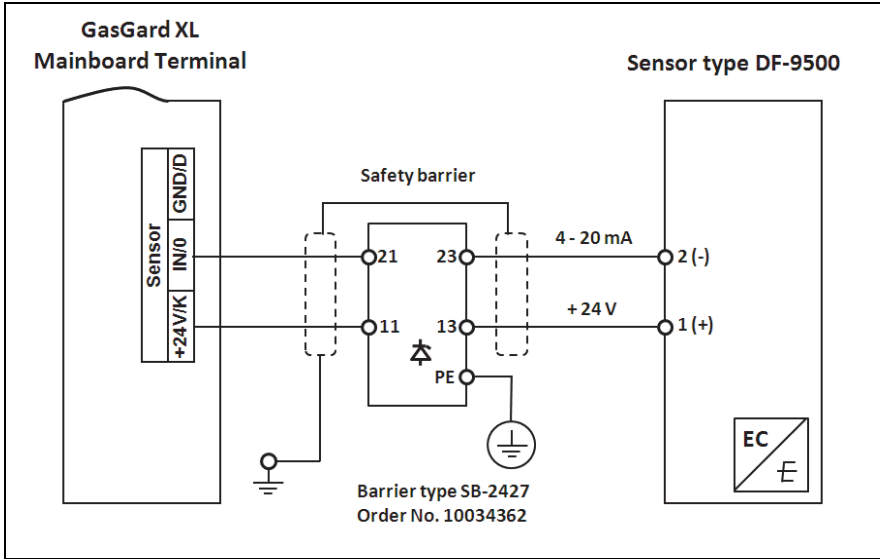 GasGard XL
Mainboard Terminal
Sensor type DF-9500
Sensor
GND/D
IN/0
+24V/K
Safety barrier
21
23
4 - 20 mA
2 (-)
11
13
+ 24 V
1 (+)
PE
EC
E
Barrier type SB-2427
Order No. 10034362